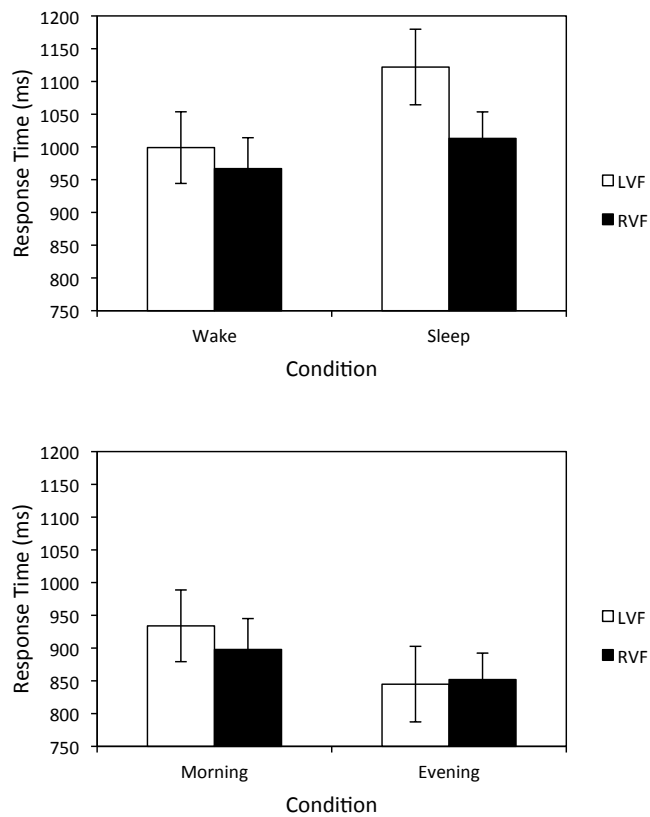 1200
1150
1100
1050
1000
950
900
850
800
750
Response Time (ms)
Wake Sleep
Condition
LVF
RVF
1200
1150
1100
1050
1000
950
900
850
800
750
Response Time (ms)
Morning Evening
Condition
LVF
RVF